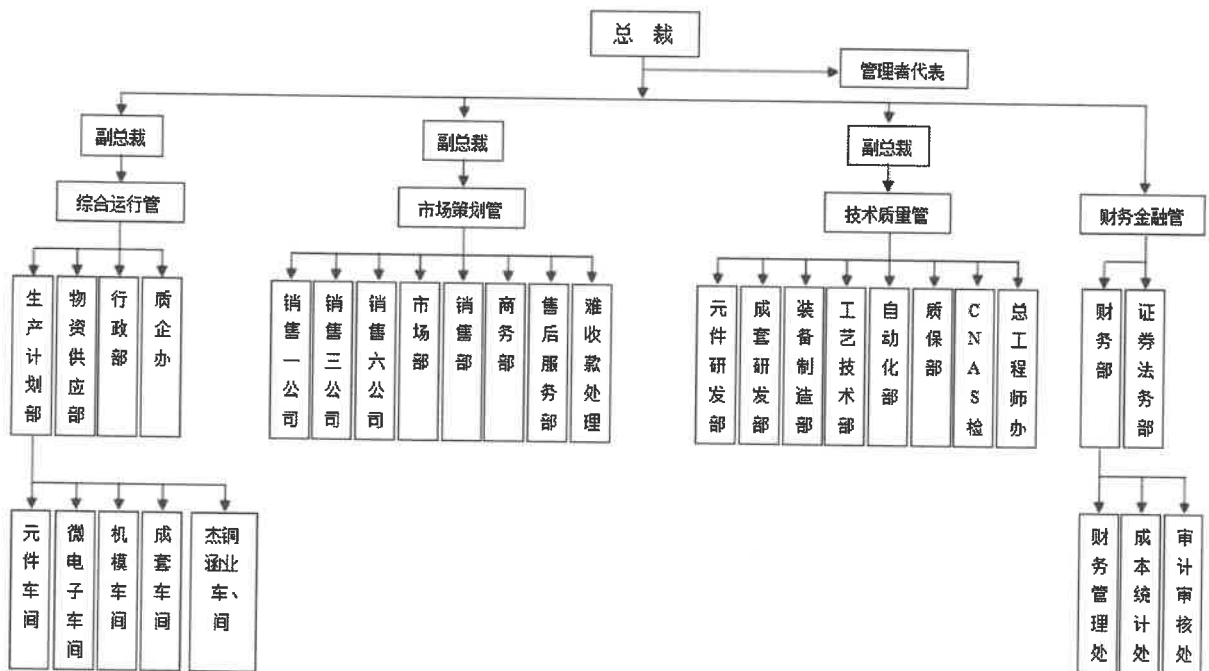 总 裁
管理者代表
副总裁
副总裁
副总裁
综合运行管
市场策划管
技术质量管
财务金融管
生产计划部
物资供应部
行政部
质企办
销售一公司
销售三公司
销售六公司
市场部
销售部
商务部
售后服务部
难收款处理
元件研发部
成套研发部
装备制造部
工艺技术部
自动化部
质保部
CNAS检
总工程师办
财务部
证券法务部
元件车间
微电子车间
机模车间
成套车间
杰涵车间
铜业、
财务管理处
成本统计处
审计审核处